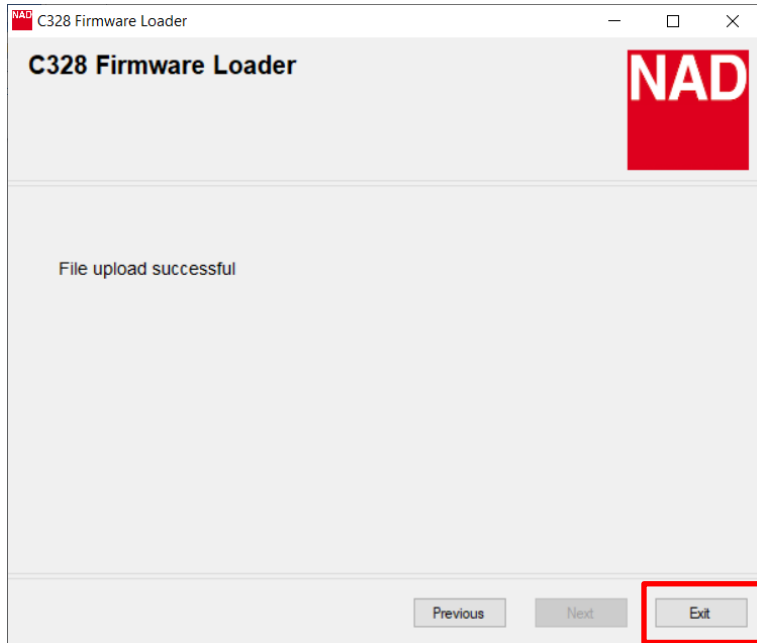 NAD C328 Firmware Loader
C328 Firmware Loader
NAD
File upload successful
Previous Next Exit